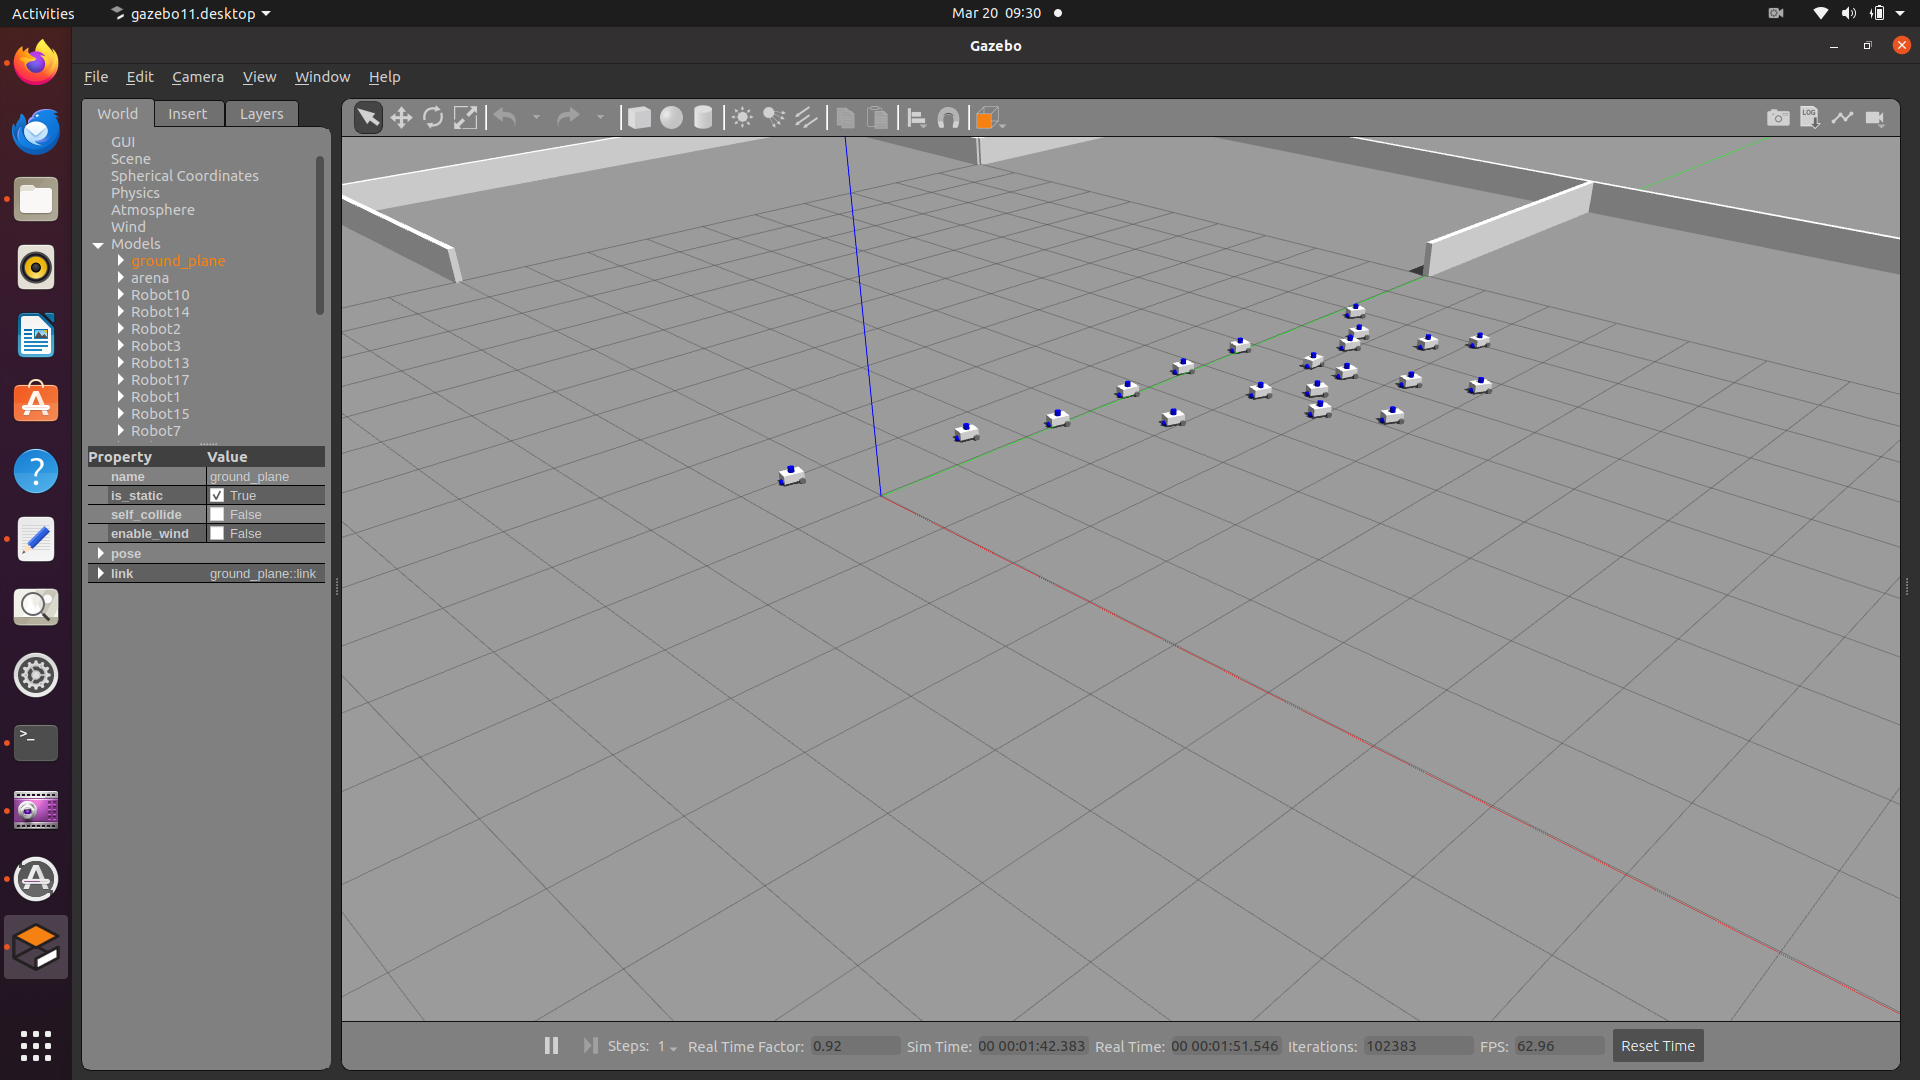 Activities gazebo11.desktop Mar 20 09:30
Gazebo
File Edit Camera View Window Help
World Insert Layers
GUI
Scene
Spherical Coordinates
Physics
Atmosphere
Wind
Models
ground_plane
arena
Robot10
Robot14
Robot2
Robot3
Robot13
Robot17
Robot1
Robot15
Robot7
Property Value
name ground_plane
is_static True
self_collide False
enable_wind False
pose
link ground_plane::link
LOG
>_
Steps: 1 Real Time Factor: 0.92 Sim Time: 00 00:01:42.383 Real Time: 00 00:01:51.546 Iterations: 102383 FPS: 62.96 Reset Time